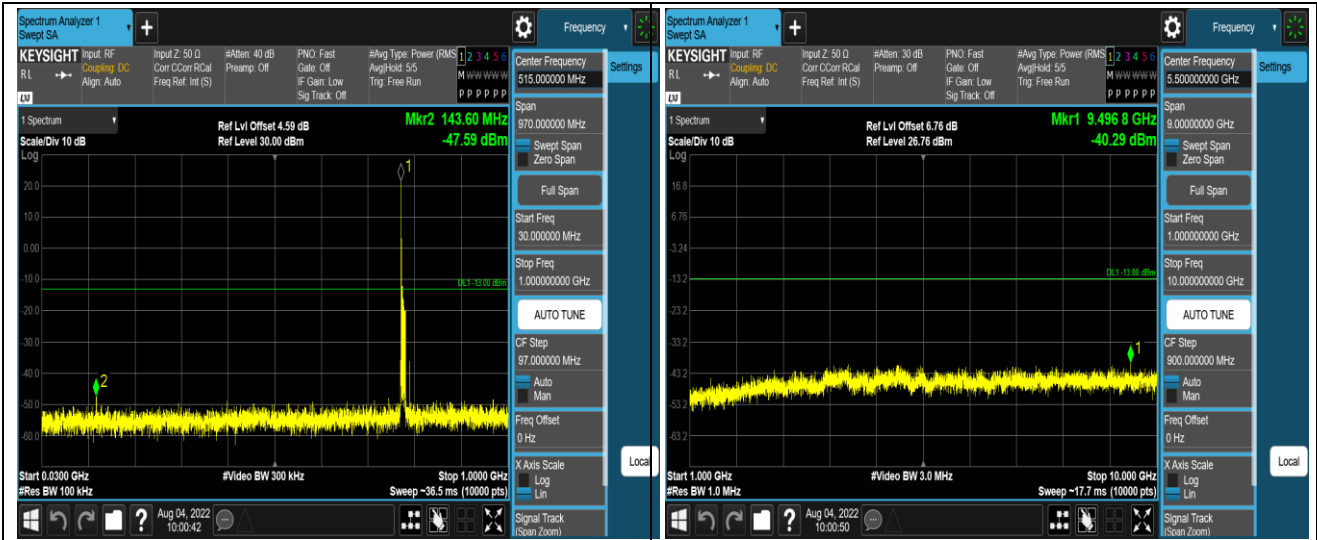 Spectrum Analyzer 1
Swept SA
Frequency
KEYSIGHT
RL
LXI
Input: RF
Coupling: DC
Align: Auto
Input Z: 50 Ω
Corr CCorr RCal
Freq Ref: Int (S)
#Atten: 40 dB
Preamp: Off
PNO: Fast
Gate: Off
IF Gain: Low
Sig Track: Off
#Avg Type: Power (RMS
Avg|Hold: 5/5
Trig: Free Run
1 2 3 4 5 6
M W W W W W
P P P P P P
1 Spectrum
Scale/Div 10 dB
Log
Ref Lvl Offset 4.59 dB
Ref Level 30.00 dBm
Mkr2 143.60 MHz
-47.59 dBm
1
20.0
10.0
0.00
-10.0
DL1 -13.00 dBm
-20.0
-30.0
-40.0
2
-50.0
-60.0
Start 0.0300 GHz
#Res BW 100 kHz
#Video BW 300 kHz
Stop 1.0000 GHz
Sweep ~36.5 ms (10000 pts)
?
Aug 04, 2022
10:00:42
Center Frequency
515.000000 MHz
Settings
Span
970.000000 MHz
Swept Span
Zero Span
Full Span
Start Freq
30.000000 MHz
Stop Freq
1.000000000 GHz
AUTO TUNE
CF Step
97.000000 MHz
Auto
Man
Freq Offset
0 Hz
X Axis Scale
Log
Lin
Local
Signal Track
(Span Zoom)
Spectrum Analyzer 1
Swept SA
Frequency
KEYSIGHT
RL
LXI
Input: RF
Coupling: DC
Align: Auto
Input Z: 50 Ω
Corr CCorr RCal
Freq Ref: Int (S)
#Atten: 30 dB
Preamp: Off
PNO: Fast
Gate: Off
IF Gain: Low
Sig Track: Off
#Avg Type: Power (RMS
Avg|Hold: 5/5
Trig: Free Run
1 2 3 4 5 6
M W W W W W
P P P P P P
1 Spectrum
Scale/Div 10 dB
Log
Ref Lvl Offset 6.76 dB
Ref Level 26.76 dBm
Mkr1 9.496 8 GHz
-40.29 dBm
16.8
6.76
-3.24
DL1 -13.00 dBm
-13.2
-23.2
-33.2
1
-43.2
-53.2
-63.2
Start 1.000 GHz
#Res BW 1.0 MHz
#Video BW 3.0 MHz
Stop 10.000 GHz
Sweep ~17.7 ms (10000 pts)
?
Aug 04, 2022
10:00:50
Center Frequency
5.500000000 GHz
Settings
Span
9.00000000 GHz
Swept Span
Zero Span
Full Span
Start Freq
1.000000000 GHz
Stop Freq
10.000000000 GHz
AUTO TUNE
CF Step
900.000000 MHz
Auto
Man
Freq Offset
0 Hz
X Axis Scale
Log
Lin
Local
Signal Track
(Span Zoom)